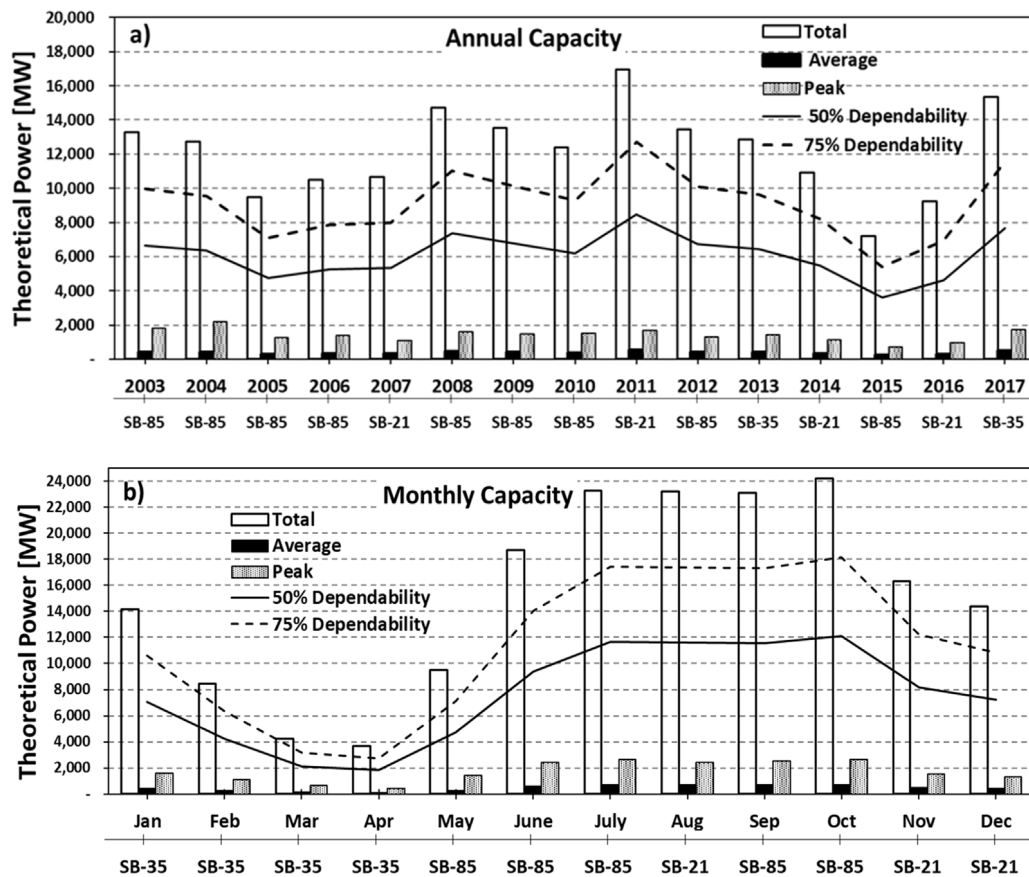 20,000
18,000
16,000
14,000
12,000
10,000
8,000
6,000
4,000
2,000
-
Theoretical Power [MW]
a)
Annual Capacity
Total
Average
Peak
50% Dependability
75% Dependability
2003 2004 2005 2006 2007 2008 2009 2010 2011 2012 2013 2014 2015 2016 2017
SB-85 SB-85 SB-85 SB-85 SB-21 SB-85 SB-85 SB-85 SB-21 SB-85 SB-35 SB-21 SB-85 SB-21 SB-35
24,000
22,000
20,000
18,000
16,000
14,000
12,000
10,000
8,000
6,000
4,000
2,000
-
Theoretical Power [MW]
b)
Monthly Capacity
Total
Average
Peak
50% Dependability
75% Dependability
Jan Feb Mar Apr May June July Aug Sep Oct Nov Dec
SB-35 SB-35 SB-35 SB-35 SB-85 SB-85 SB-85 SB-21 SB-85 SB-85 SB-21 SB-21